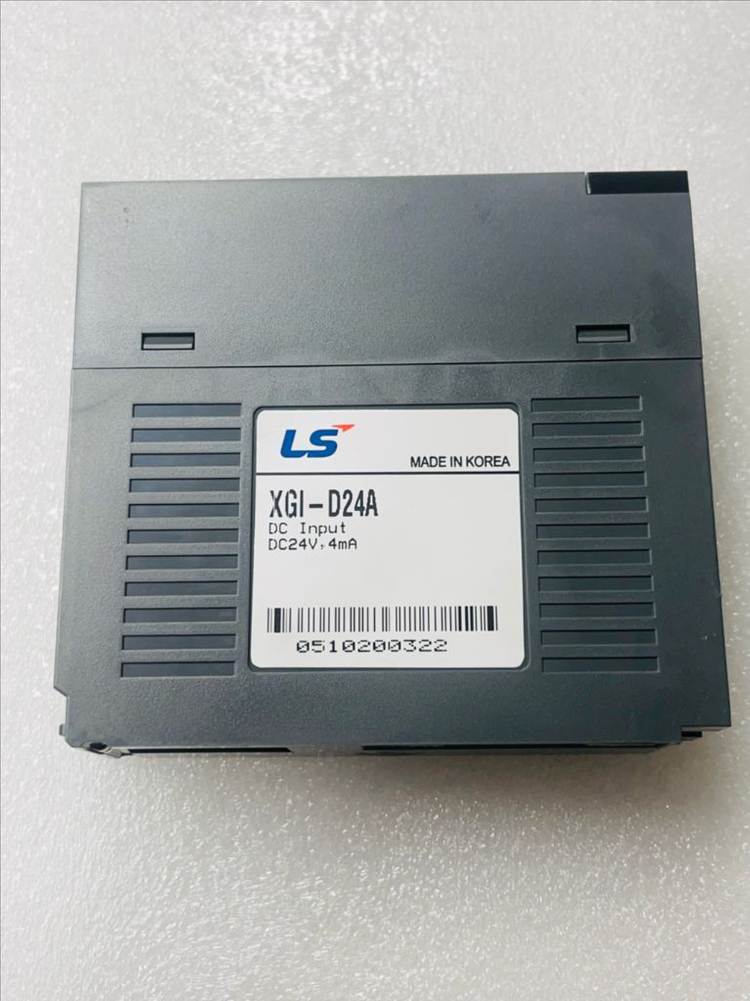 LS
MADE IN KOREA
XGI-D24A
DC Input
DC24V, 4mA
0510200322